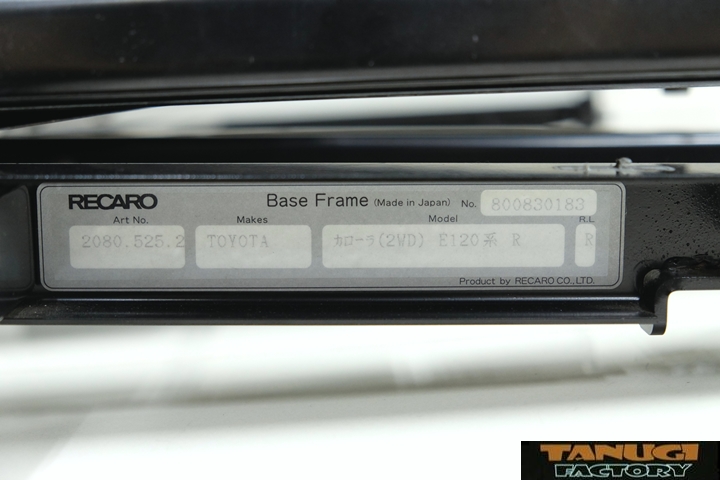 RECARO Base Frame (Made in Japan) No. 800830183
Art No. Makes Model R.L
2080.525.2 TOYOTA カローラ(2WD) E120系 R R
Product by RECARO CO.,LTD.
TANUGI
FACTORY